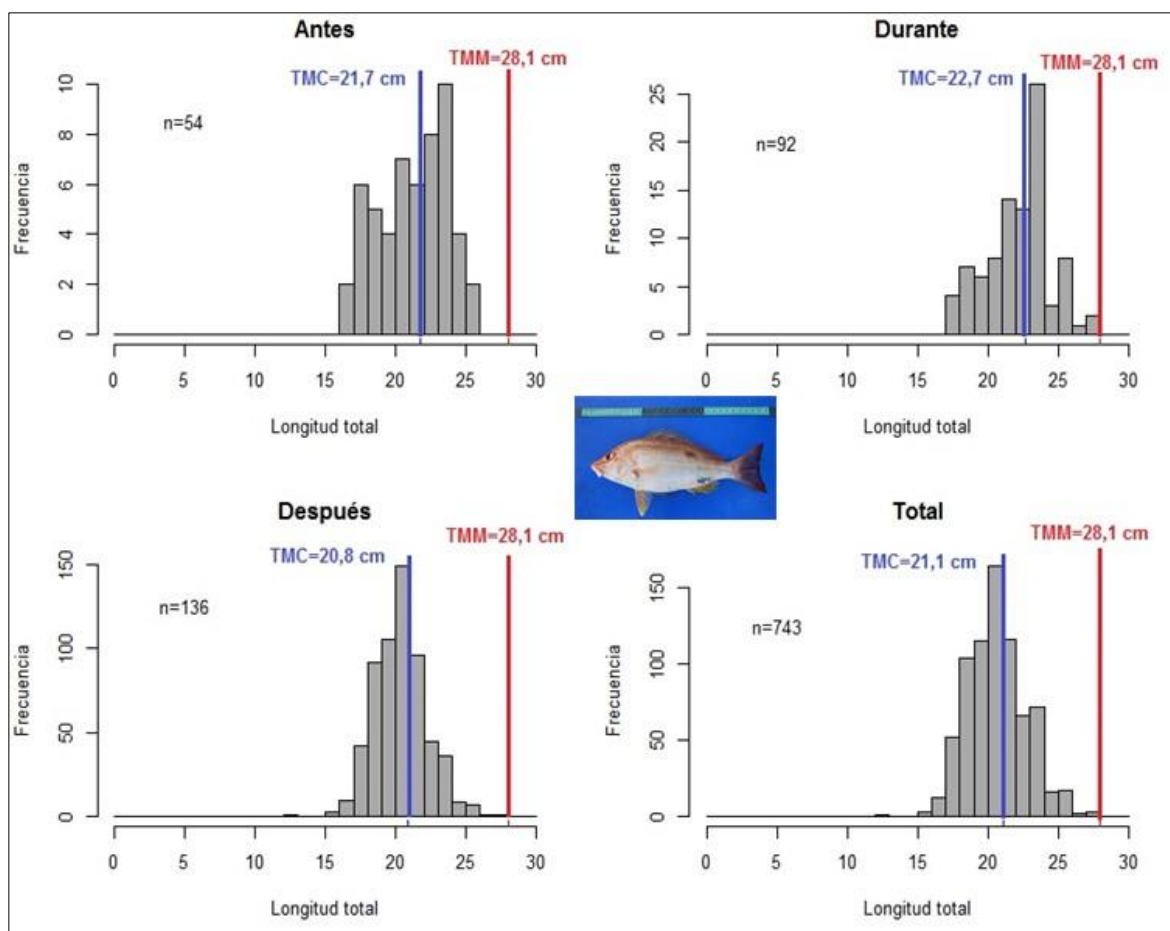 Antes
TMC=21,7 cm
TMM=28,1 cm
n=54
Frecuencia
0
2
4
6
8
10
0 5 10 15 20 25 30
Longitud total
Durante
TMC=22,7 cm
TMM=28,1 cm
n=92
Frecuencia
0
5
10
15
20
25
0 5 10 15 20 25 30
Longitud total
Después
TMC=20,8 cm
TMM=28,1 cm
n=136
Frecuencia
0
50
100
150
0 5 10 15 20 25 30
Longitud total
Total
TMC=21,1 cm
TMM=28,1 cm
n=743
Frecuencia
0
50
100
150
0 5 10 15 20 25 30
Longitud total